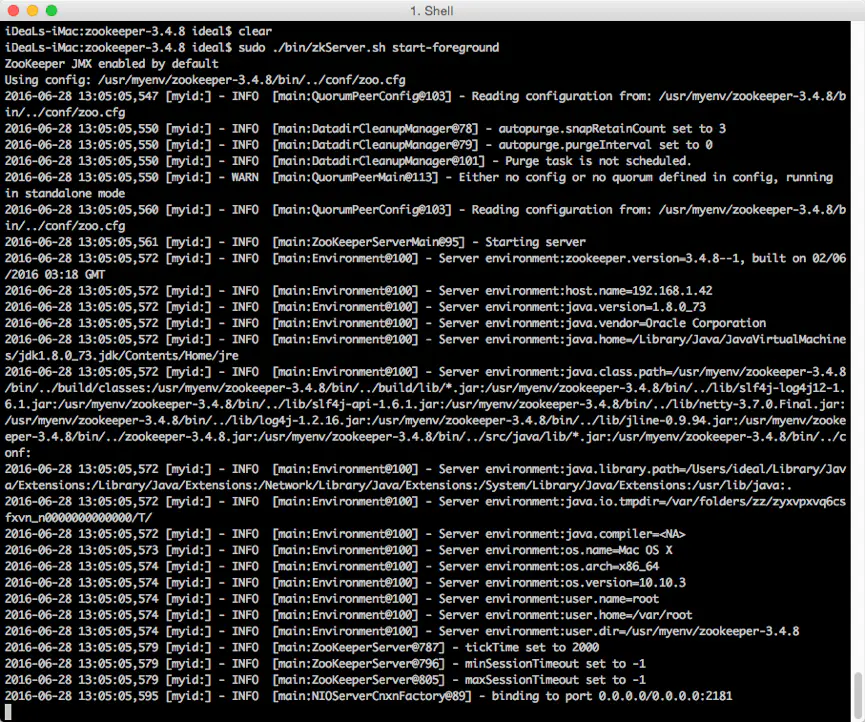 1. Shell
iDeaLs-iMac:zookeeper-3.4.8 ideal$ clear
iDeaLs-iMac:zookeeper-3.4.8 ideal$ sudo ./bin/zkServer.sh start-foreground
ZooKeeper JMX enabled by default
Using config: /usr/myenv/zookeeper-3.4.8/bin/../conf/zoo.cfg
2016-06-28 13:05:05,547 [myid:] - INFO  [main:QuorumPeerConfig@103] - Reading configuration from: /usr/myenv/zookeeper-3.4.8/b
in/../conf/zoo.cfg
2016-06-28 13:05:05,550 [myid:] - INFO  [main:DatadirCleanupManager@78] - autopurge.snapRetainCount set to 3
2016-06-28 13:05:05,550 [myid:] - INFO  [main:DatadirCleanupManager@79] - autopurge.purgeInterval set to 0
2016-06-28 13:05:05,550 [myid:] - INFO  [main:DatadirCleanupManager@101] - Purge task is not scheduled.
2016-06-28 13:05:05,550 [myid:] - WARN  [main:QuorumPeerMain@113] - Either no config or no quorum defined in config, running
in standalone mode
2016-06-28 13:05:05,560 [myid:] - INFO  [main:QuorumPeerConfig@103] - Reading configuration from: /usr/myenv/zookeeper-3.4.8/b
in/../conf/zoo.cfg
2016-06-28 13:05:05,561 [myid:] - INFO  [main:ZooKeeperServerMain@95] - Starting server
2016-06-28 13:05:05,572 [myid:] - INFO  [main:Environment@100] - Server environment:zookeeper.version=3.4.8--1, built on 02/06
/2016 03:18 GMT
2016-06-28 13:05:05,572 [myid:] - INFO  [main:Environment@100] - Server environment:host.name=192.168.1.42
2016-06-28 13:05:05,572 [myid:] - INFO  [main:Environment@100] - Server environment:java.version=1.8.0_73
2016-06-28 13:05:05,572 [myid:] - INFO  [main:Environment@100] - Server environment:java.vendor=Oracle Corporation
2016-06-28 13:05:05,572 [myid:] - INFO  [main:Environment@100] - Server environment:java.home=/Library/Java/JavaVirtualMachine
s/jdk1.8.0_73.jdk/Contents/Home/jre
2016-06-28 13:05:05,572 [myid:] - INFO  [main:Environment@100] - Server environment:java.class.path=/usr/myenv/zookeeper-3.4.8
/bin/../build/classes:/usr/myenv/zookeeper-3.4.8/bin/../build/lib/*.jar:/usr/myenv/zookeeper-3.4.8/bin/../lib/slf4j-log4j12-1.
6.1.jar:/usr/myenv/zookeeper-3.4.8/bin/../lib/slf4j-api-1.6.1.jar:/usr/myenv/zookeeper-3.4.8/bin/../lib/netty-3.7.0.Final.jar:
/usr/myenv/zookeeper-3.4.8/bin/../lib/log4j-1.2.16.jar:/usr/myenv/zookeeper-3.4.8/bin/../lib/jline-0.9.94.jar:/usr/myenv/zooke
eper-3.4.8/bin/../zookeeper-3.4.8.jar:/usr/myenv/zookeeper-3.4.8/bin/../src/java/lib/*.jar:/usr/myenv/zookeeper-3.4.8/bin/../c
onf:
2016-06-28 13:05:05,572 [myid:] - INFO  [main:Environment@100] - Server environment:java.library.path=/Users/ideal/Library/Jav
a/Extensions:/Library/Java/Extensions:/Network/Library/Java/Extensions:/System/Library/Java/Extensions:/usr/lib/java:.
2016-06-28 13:05:05,572 [myid:] - INFO  [main:Environment@100] - Server environment:java.io.tmpdir=/var/folders/zz/zyxvpxvq6cs
fxvn_n0000000000000/T/
2016-06-28 13:05:05,572 [myid:] - INFO  [main:Environment@100] - Server environment:java.compiler=<NA>
2016-06-28 13:05:05,573 [myid:] - INFO  [main:Environment@100] - Server environment:os.name=Mac OS X
2016-06-28 13:05:05,574 [myid:] - INFO  [main:Environment@100] - Server environment:os.arch=x86_64
2016-06-28 13:05:05,574 [myid:] - INFO  [main:Environment@100] - Server environment:os.version=10.10.3
2016-06-28 13:05:05,574 [myid:] - INFO  [main:Environment@100] - Server environment:user.name=root
2016-06-28 13:05:05,574 [myid:] - INFO  [main:Environment@100] - Server environment:user.home=/var/root
2016-06-28 13:05:05,574 [myid:] - INFO  [main:Environment@100] - Server environment:user.dir=/usr/myenv/zookeeper-3.4.8
2016-06-28 13:05:05,579 [myid:] - INFO  [main:ZooKeeperServer@787] - tickTime set to 2000
2016-06-28 13:05:05,579 [myid:] - INFO  [main:ZooKeeperServer@796] - minSessionTimeout set to -1
2016-06-28 13:05:05,579 [myid:] - INFO  [main:ZooKeeperServer@805] - maxSessionTimeout set to -1
2016-06-28 13:05:05,595 [myid:] - INFO  [main:NIOServerCnxnFactory@89] - binding to port 0.0.0.0/0.0.0.0:2181